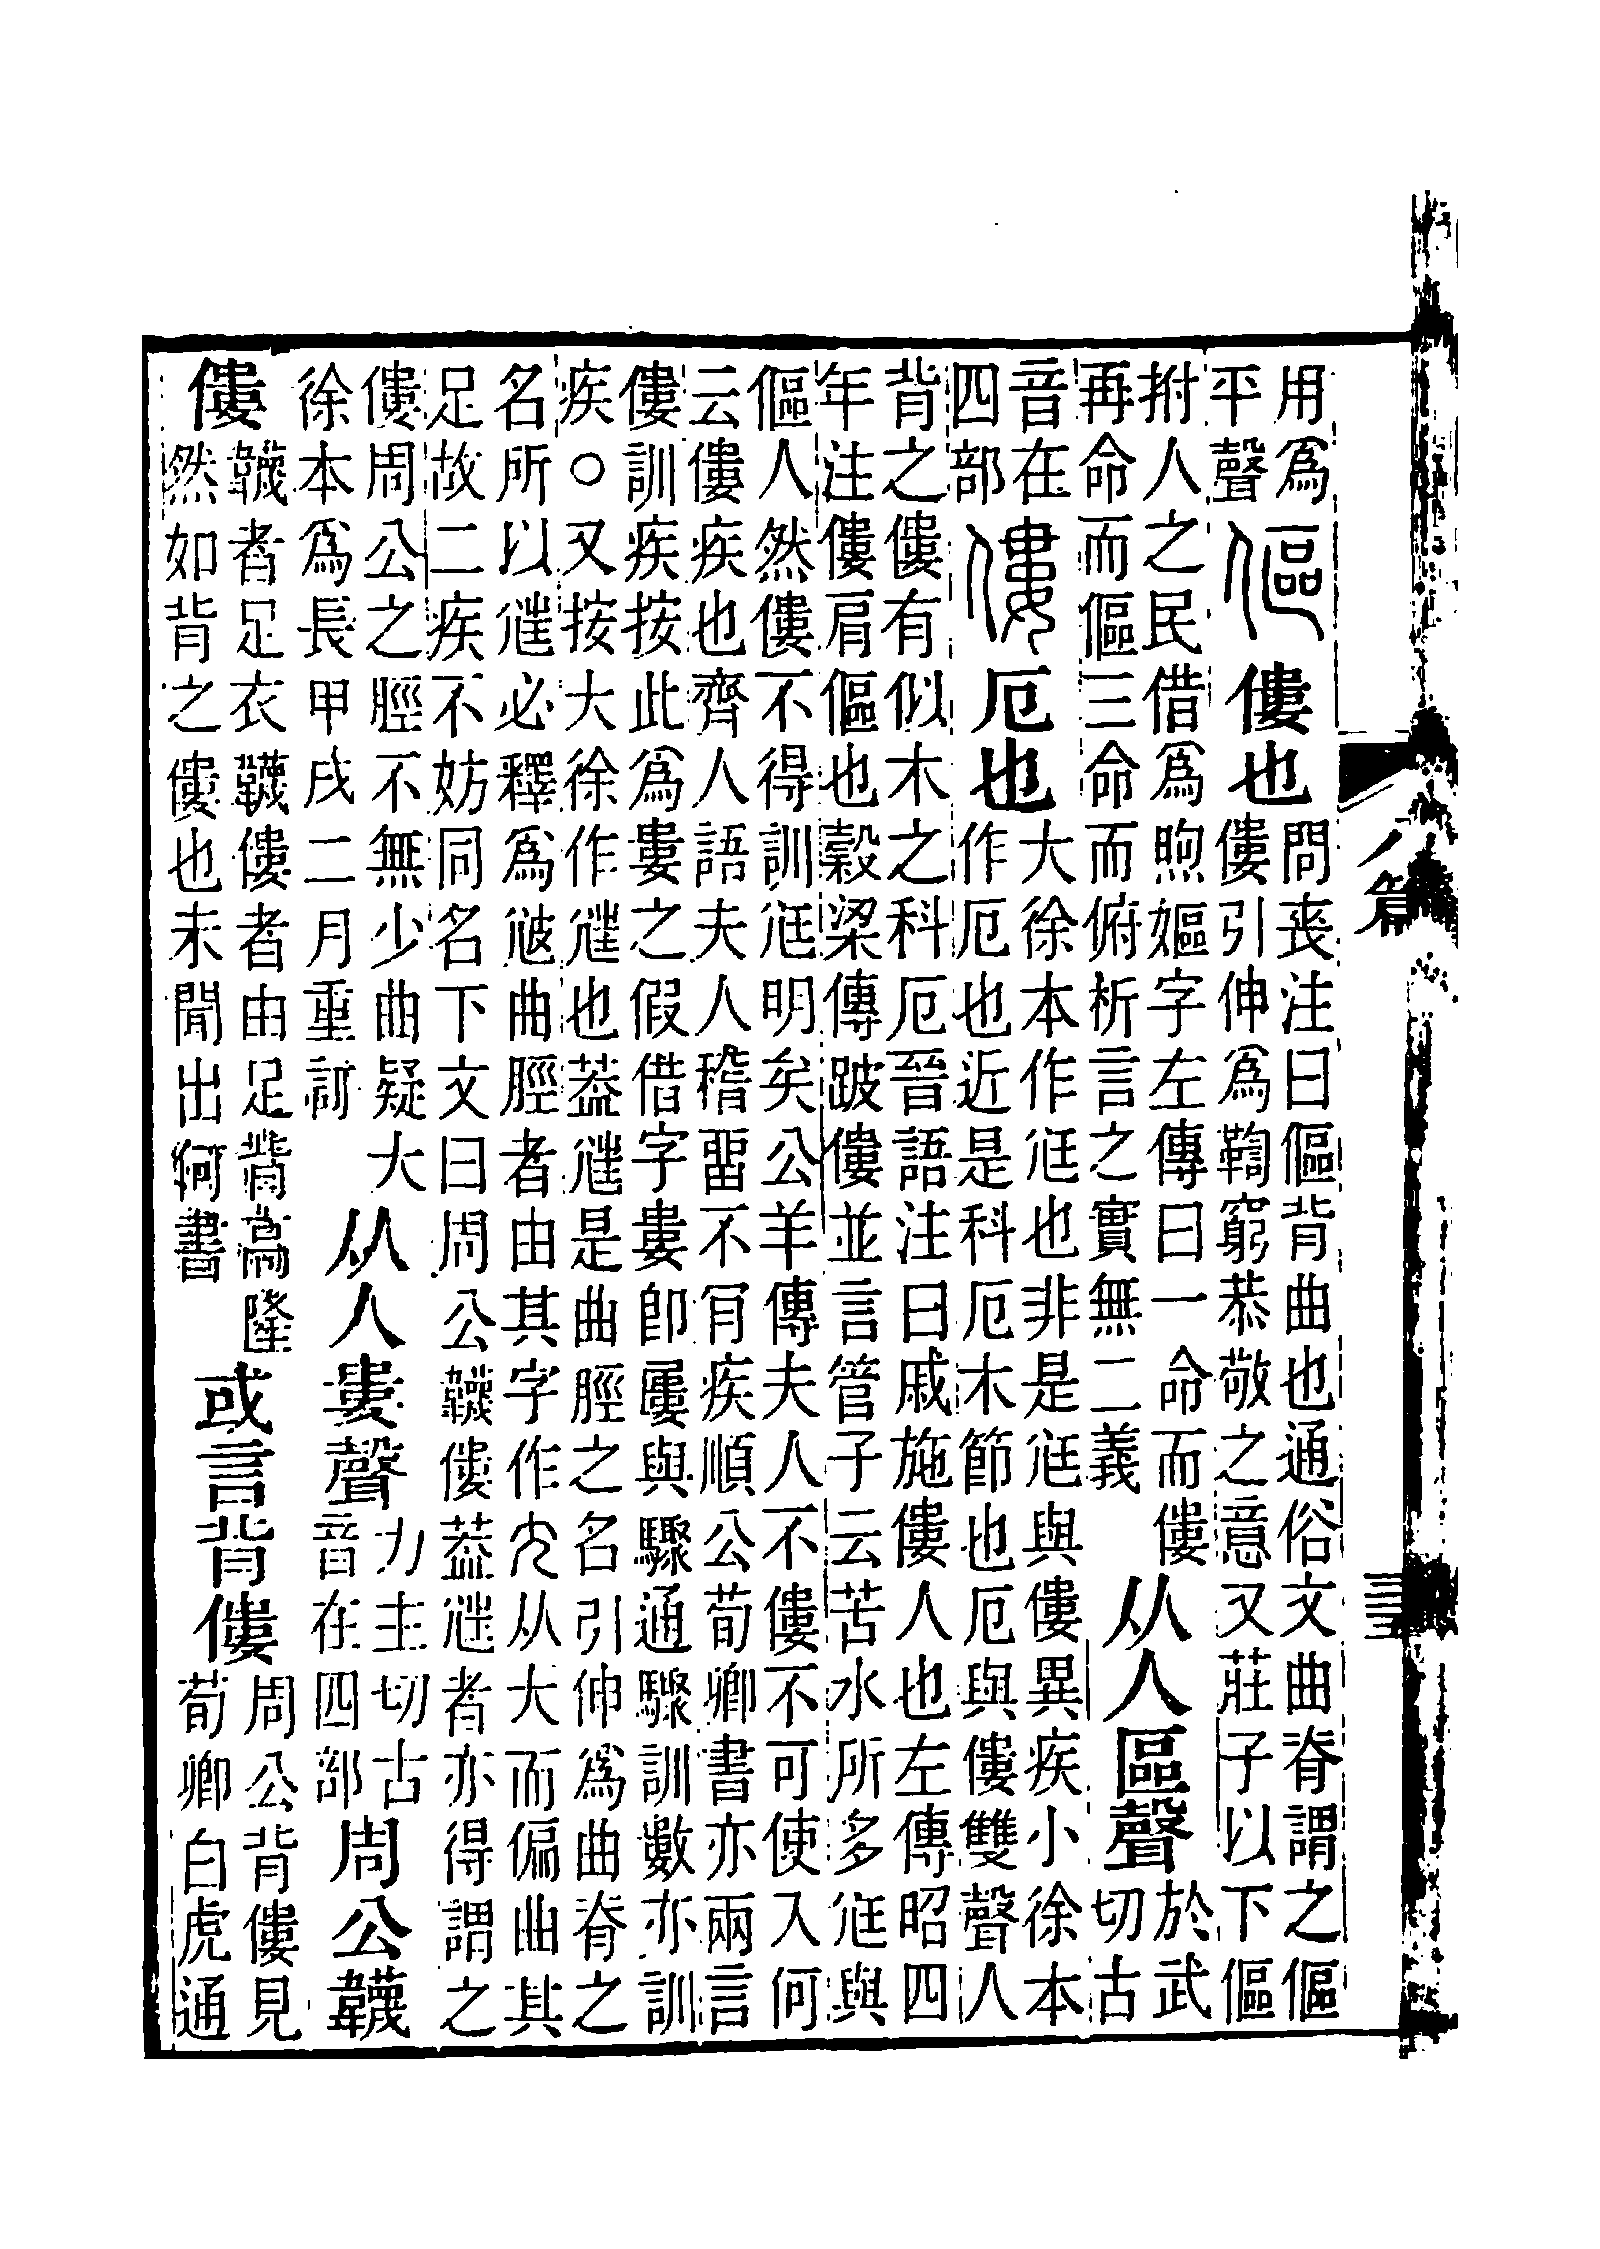 用爲
平聲
傴僂也
問喪注曰傴背曲也通俗文曲脊謂之傴
僂引伸爲鞠窮恭敬之意又莊子以下傴
拊人之民借爲煦嫗字左傳曰一命而僂
再命而傴三命而俯析言之實無二義
从人區聲
於武
切古
音在
四部
僂厄也
大徐本作尫也非是尫與僂異疾小徐本
作厄也近是科厄木節也厄與僂雙聲人
背之僂有似木之科厄晉語注曰戚施僂人也左傳昭四
年注僂肩傴也穀梁傳跛僂並言管子云苦水所多尫與
傴人然僂不得訓尫明矣公羊傳夫人不僂不可使入何
云僂疾也齊人語夫人稽畱不肎疾順公荀卿書亦兩言
僂訓疾按此爲婁之假借字婁卽屢與驟通驟訓數亦訓
疾○又按大徐作尫也葢尫是曲脛之名引伸爲曲脊之
名所以尫必釋爲㝿曲脛者由其字作尣从大而偏曲其
足故二疾不妨同名下文曰周公韤僂葢尫者亦得謂之
僂周公之脛不無少曲疑大
徐本爲長甲戌二月重訂
从人婁聲
力主切古
音在四部
周公韤
僂
韤者足衣韤僂者由足背高隆
然如背之僂也未聞出何書
或言背僂
周公背僂見
荀卿白虎通
八篇